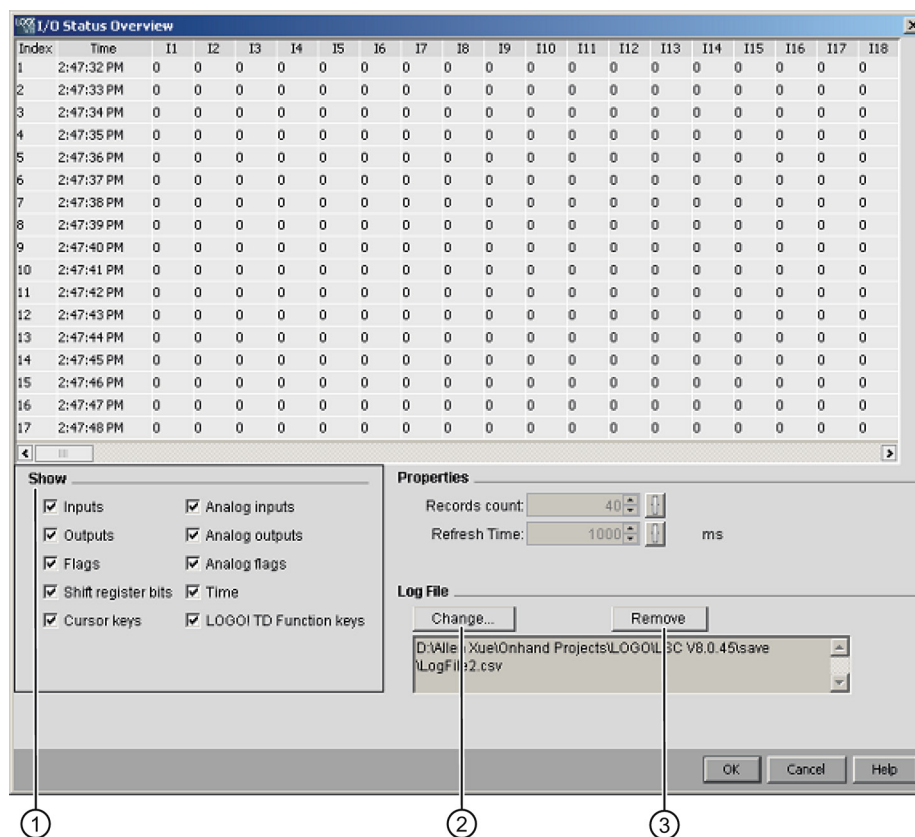 I/O Status Overview
Index Time I1 I2 I3 I4 I5 I6 I7 I8 I9 I10 I11 I12 I13 I14 I15 I16 I17 I18
1 2:47:32 PM 0 0 0 0 0 0 0 0 0 0 0 0 0 0 0 0 0 0
2 2:47:33 PM 0 0 0 0 0 0 0 0 0 0 0 0 0 0 0 0 0 0
3 2:47:34 PM 0 0 0 0 0 0 0 0 0 0 0 0 0 0 0 0 0 0
4 2:47:35 PM 0 0 0 0 0 0 0 0 0 0 0 0 0 0 0 0 0 0
5 2:47:36 PM 0 0 0 0 0 0 0 0 0 0 0 0 0 0 0 0 0 0
6 2:47:37 PM 0 0 0 0 0 0 0 0 0 0 0 0 0 0 0 0 0 0
7 2:47:38 PM 0 0 0 0 0 0 0 0 0 0 0 0 0 0 0 0 0 0
8 2:47:39 PM 0 0 0 0 0 0 0 0 0 0 0 0 0 0 0 0 0 0
9 2:47:40 PM 0 0 0 0 0 0 0 0 0 0 0 0 0 0 0 0 0 0
10 2:47:41 PM 0 0 0 0 0 0 0 0 0 0 0 0 0 0 0 0 0 0
11 2:47:42 PM 0 0 0 0 0 0 0 0 0 0 0 0 0 0 0 0 0 0
12 2:47:43 PM 0 0 0 0 0 0 0 0 0 0 0 0 0 0 0 0 0 0
13 2:47:44 PM 0 0 0 0 0 0 0 0 0 0 0 0 0 0 0 0 0 0
14 2:47:45 PM 0 0 0 0 0 0 0 0 0 0 0 0 0 0 0 0 0 0
15 2:47:46 PM 0 0 0 0 0 0 0 0 0 0 0 0 0 0 0 0 0 0
16 2:47:47 PM 0 0 0 0 0 0 0 0 0 0 0 0 0 0 0 0 0 0
17 2:47:48 PM 0 0 0 0 0 0 0 0 0 0 0 0 0 0 0 0 0 0
Show
Inputs Analog inputs
Outputs Analog outputs
Flags Analog flags
Shift register bits Time
Cursor keys LOGO! TD Function keys
Properties
Records count: 40
Refresh Time: 1000 ms
Log File
Change... Remove
D:\Allen Xue\Onhand Projects\LOGO\LSC V8.0.45\save
\LogFile2.csv
OK Cancel Help
1 2 3